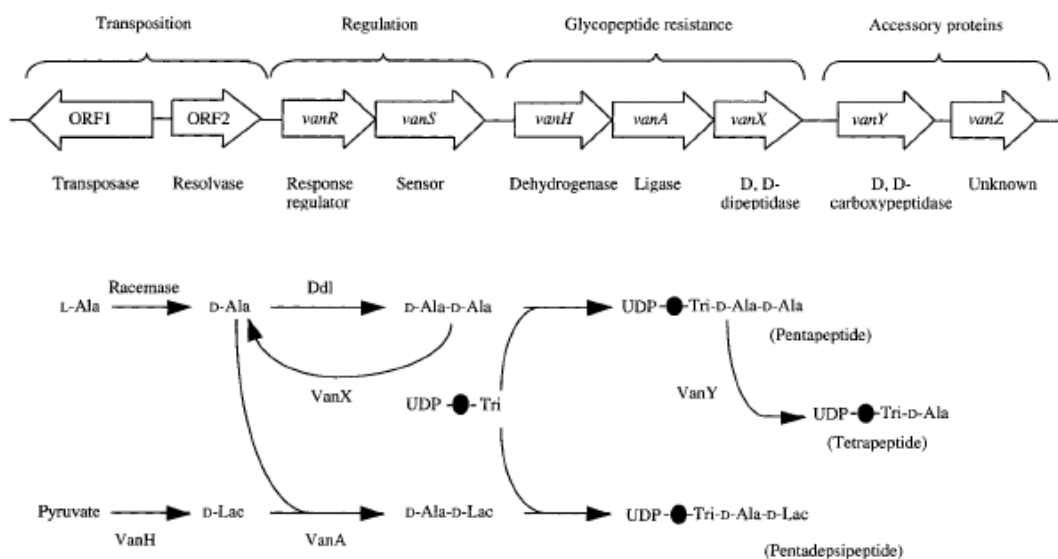 Transposition Regulation Glycopeptide resistance Accessory proteins
ORF1 ORF2 vanR vanS vanH vanA vanX vanY vanZ
Transposase Resolvase Response Sensor Dehydrogenase Ligase D, D- D, D- Unknown
regulator dipeptidase carboxypeptidase
Racemase Ddl
L-Ala D-Ala D-Ala-D-Ala UDP Tri-D-Ala-D-Ala
(Pentapeptide)
VanX VanY
UDP Tri
UDP Tri-D-Ala
(Tetrapeptide)
Pyruvate D-Lac D-Ala-D-Lac UDP Tri-D-Ala-D-Lac
VanH VanA
(Pentadepsipeptide)